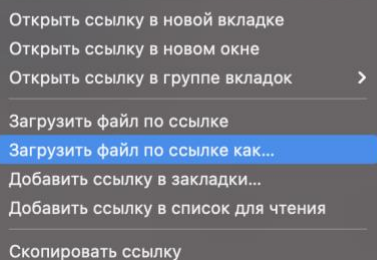 Открыть ссылку в новой вкладке
Открыть ссылку в новом окне
Открыть ссылку в группе вкладок
Загрузить файл по ссылке
Загрузить файл по ссылке как...
Добавить ссылку в закладки...
Добавить ссылку в список для чтения
Скопировать ссылку